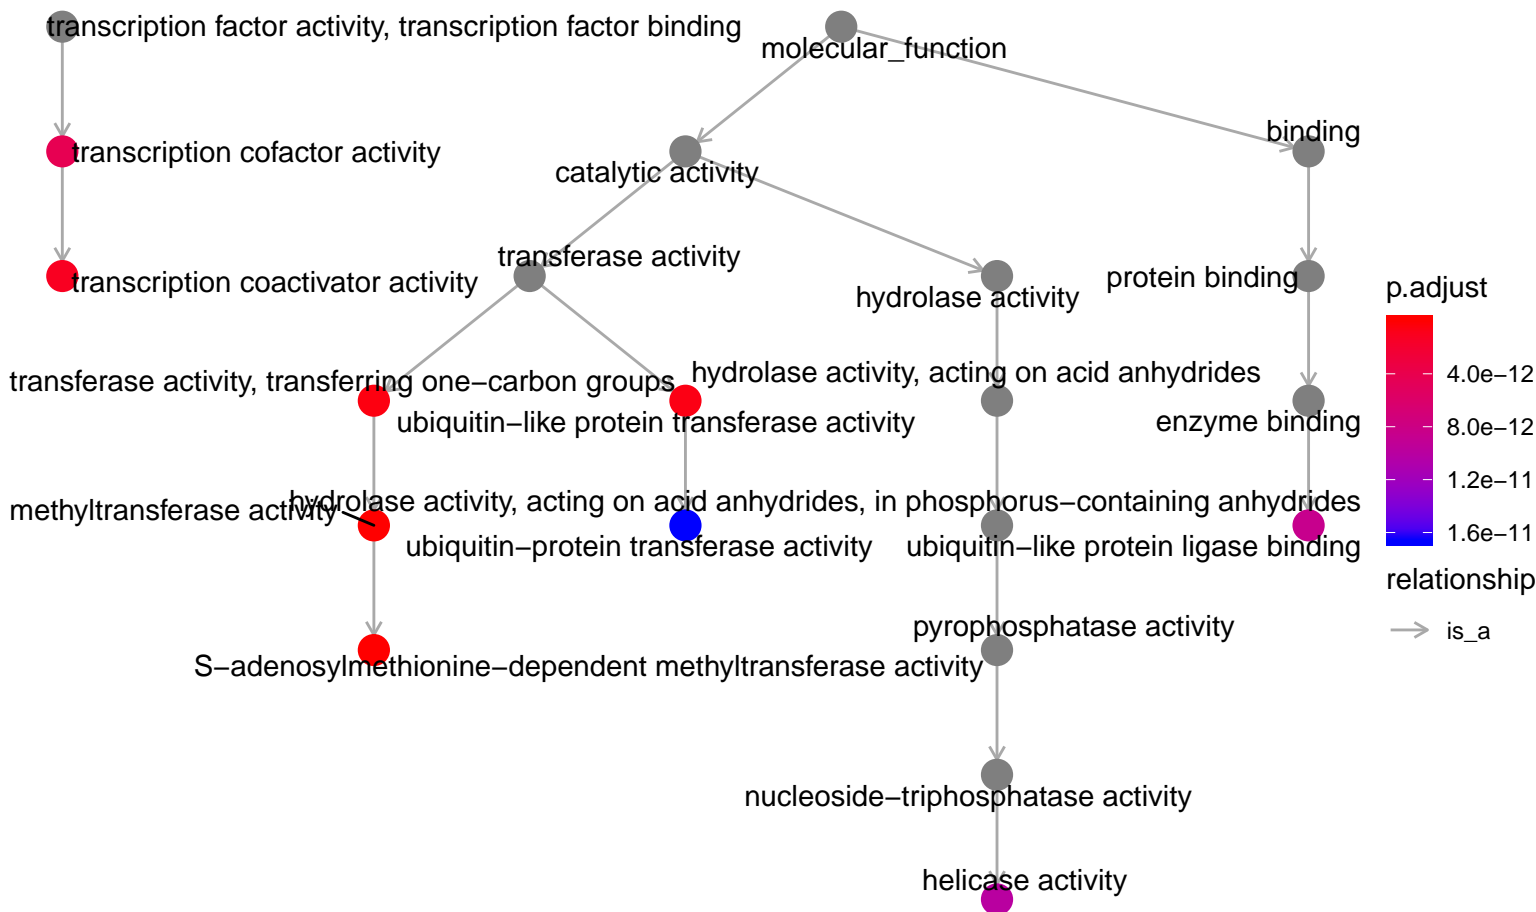 transcription factor activity, transcription factor binding
molecular_function
binding
transcription cofactor activity
catalytic activity
transferase activity
protein binding
transcription coactivator activity
hydrolase activity
p.adjust
4.0e−12
8.0e−12
1.2e−11
1.6e−11
hydrolase activity, acting on acid anhydrides
transferase activity, transferring one−carbon groups
ubiquitin−like protein transferase activity
enzyme binding
hydrolase activity, acting on acid anhydrides, in phosphorus−containing anhydrides
methyltransferase activity
ubiquitin−protein transferase activity
ubiquitin−like protein ligase binding
relationship
is_a
pyrophosphatase activity
S−adenosylmethionine−dependent methyltransferase activity
nucleoside−triphosphatase activity
helicase activity